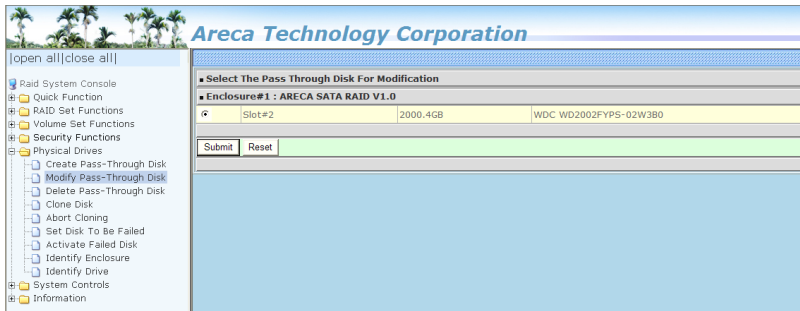 Areca Technology Corporation
|open all|close all|
Raid System Console
Quick Function
RAID Set Functions
Volume Set Functions
Security Functions
Physical Drives
Create Pass-Through Disk
Modify Pass-Through Disk
Delete Pass-Through Disk
Clone Disk
Abort Cloning
Set Disk To Be Failed
Activate Failed Disk
Identify Enclosure
Identify Drive
System Controls
Information
Select The Pass Through Disk For Modification
Enclosure#1 : ARECA SATA RAID V1.0
Slot#2 2000.4GB WDC WD2002FYPS-02W3B0
Submit Reset